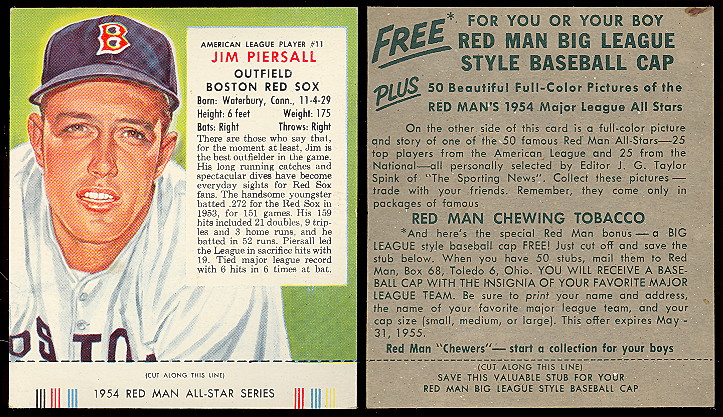 B
OSTO
AMERICAN LEAGUE PLAYER #11
JIM PIERSALL
OUTFIELD
BOSTON RED SOX
Born: Waterbury, Conn., 11-4-29
Height: 6 feet Weight: 175
Bats: Right Throws: Right
There are those who say that,
for the moment at least, Jim is
the best outfielder in the game.
His long running catches and
spectacular dives have become
everyday sights for Red Sox
fans. The handsome youngster
batted .272 for the Red Sox in
1953, for 151 games. His 159
hits included 21 doubles, 9 trip-
les and 3 home runs, and he
batted in 52 runs. Piersall led
the League in sacrifice hits with
19. Tied major league record
with 6 hits in 6 times at bat.
(CUT ALONG THIS LINE)
1954 RED MAN ALL-STAR SERIES
FREE* FOR YOU OR YOUR BOY
RED MAN BIG LEAGUE
STYLE BASEBALL CAP
PLUS 50 Beautiful Full-Color Pictures of the
RED MAN'S 1954 Major League All Stars
On the other side of this card is a full-color picture
and story of one of the 50 famous Red Man All-Stars—25
top players from the American League and 25 from the
National—all personally selected by Editor J. G. Taylor
Spink of "The Sporting News". Collect these pictures—
trade with your friends. Remember, they come only in
packages of famous
RED MAN CHEWING TOBACCO
*And here's the special Red Man bonus—a BIG
LEAGUE style baseball cap FREE! Just cut off and save the
stub below. When you have 50 stubs, mail them to Red
Man, Box 68, Toledo 6, Ohio. YOU WILL RECEIVE A BASE-
BALL CAP WITH THE INSIGNIA OF YOUR FAVORITE MAJOR
LEAGUE TEAM. Be sure to print your name and address,
the name of your favorite major league team, and your
cap size (small, medium, or large). This offer expires May -
31, 1955.
Red Man "Chewers"—start a collection for your boys
(CUT ALONG THIS LINE)
SAVE THIS VALUABLE STUB FOR YOUR
RED MAN BIG LEAGUE BASEBALL CAP